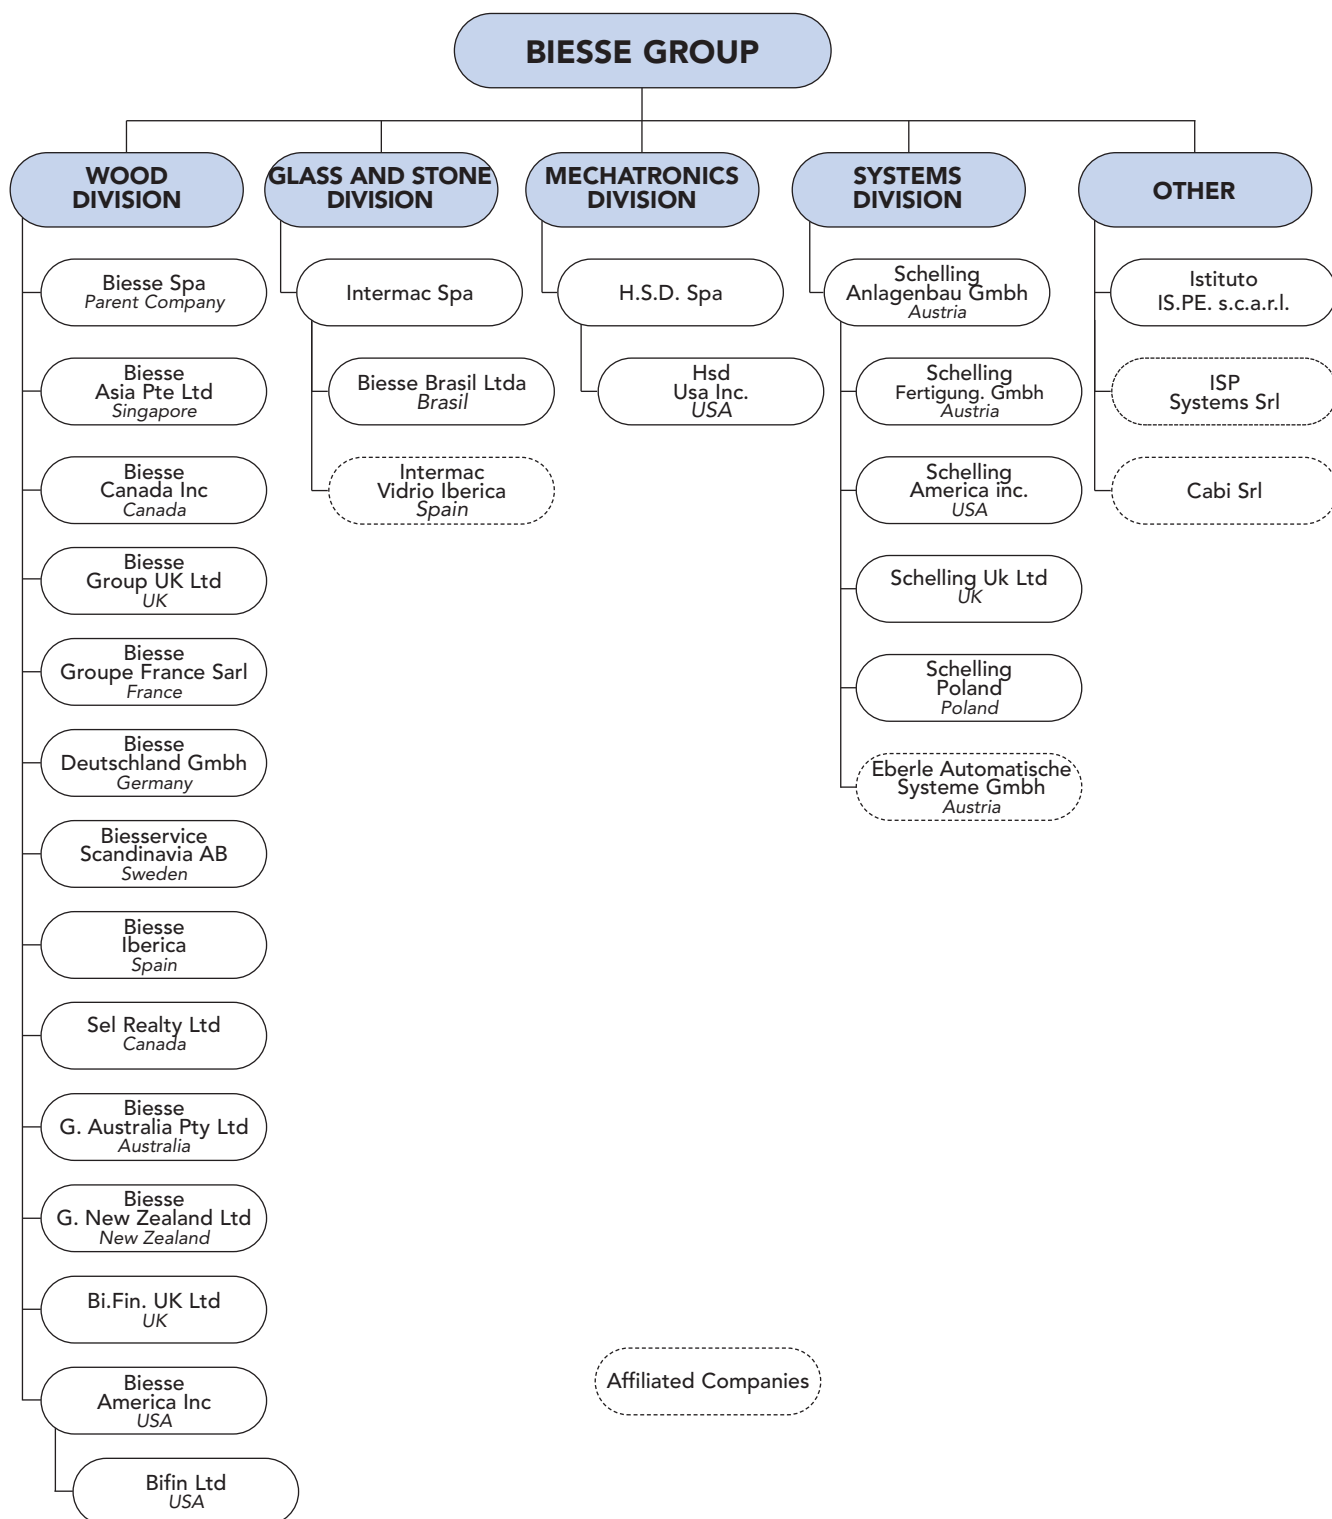 BIESSE GROUP
WOOD
DIVISION
Biesse Spa
Parent Company
Biesse
Asia Pte Ltd
Singapore
Biesse
Canada Inc
Canada
Biesse
Group UK Ltd
UK
Biesse
Groupe France Sarl
France
Biesse
Deutschland Gmbh
Germany
Biesservice
Scandinavia AB
Sweden
Biesse
Iberica
Spain
Sel Realty Ltd
Canada
Biesse
G. Australia Pty Ltd
Australia
Biesse
G. New Zealand Ltd
New Zealand
Bi.Fin. UK Ltd
UK
Biesse
America Inc
USA
Bifin Ltd
USA
GLASS AND STONE
DIVISION
Intermac Spa
Biesse Brasil Ltda
Brasil
Intermac
Vidrio Iberica
Spain
MECHATRONICS
DIVISION
H.S.D. Spa
Hsd
Usa Inc.
USA
SYSTEMS
DIVISION
Schelling
Anlagenbau Gmbh
Austria
Schelling
Fertigung. Gmbh
Austria
Schelling
America inc.
USA
Schelling Uk Ltd
UK
Schelling
Poland
Poland
Eberle Automatische
Systeme Gmbh
Austria
OTHER
Istituto
IS.PE. s.c.a.r.l.
ISP
Systems Srl
Cabi Srl
Affiliated Companies